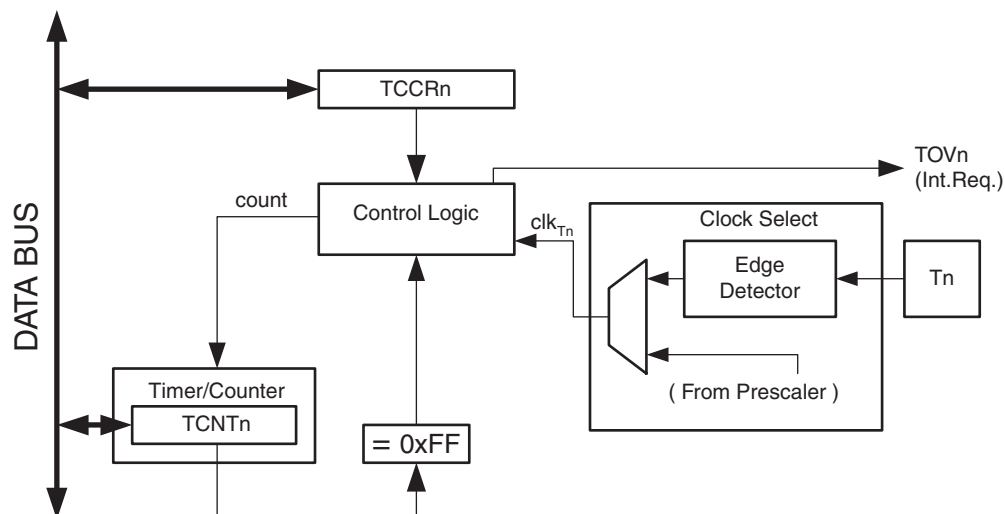 DATA BUS
TCCRn
TOVn
(Int.Req.)
count
Control Logic
clkTn
Clock Select
Edge
Detector
Tn
( From Prescaler )
Timer/Counter
TCNTn
= 0xFF